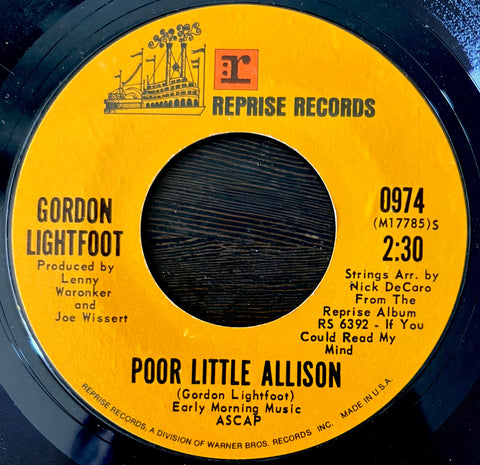 r
REPRISE RECORDS
GORDON
LIGHTFOOT
Produced by
Lenny
Waronker
and
Joe Wissert
0974
(M17785)S
2:30
Strings Arr. by
Nick DeCaro
From The
Reprise Album
RS 6392 - If You
Could Read My
Mind
POOR LITTLE ALLISON
(Gordon Lightfoot)
Early Morning Music
ASCAP
REPRISE RECORDS, A DIVISION OF WARNER BROS. RECORDS INC. MADE IN U.S.A.